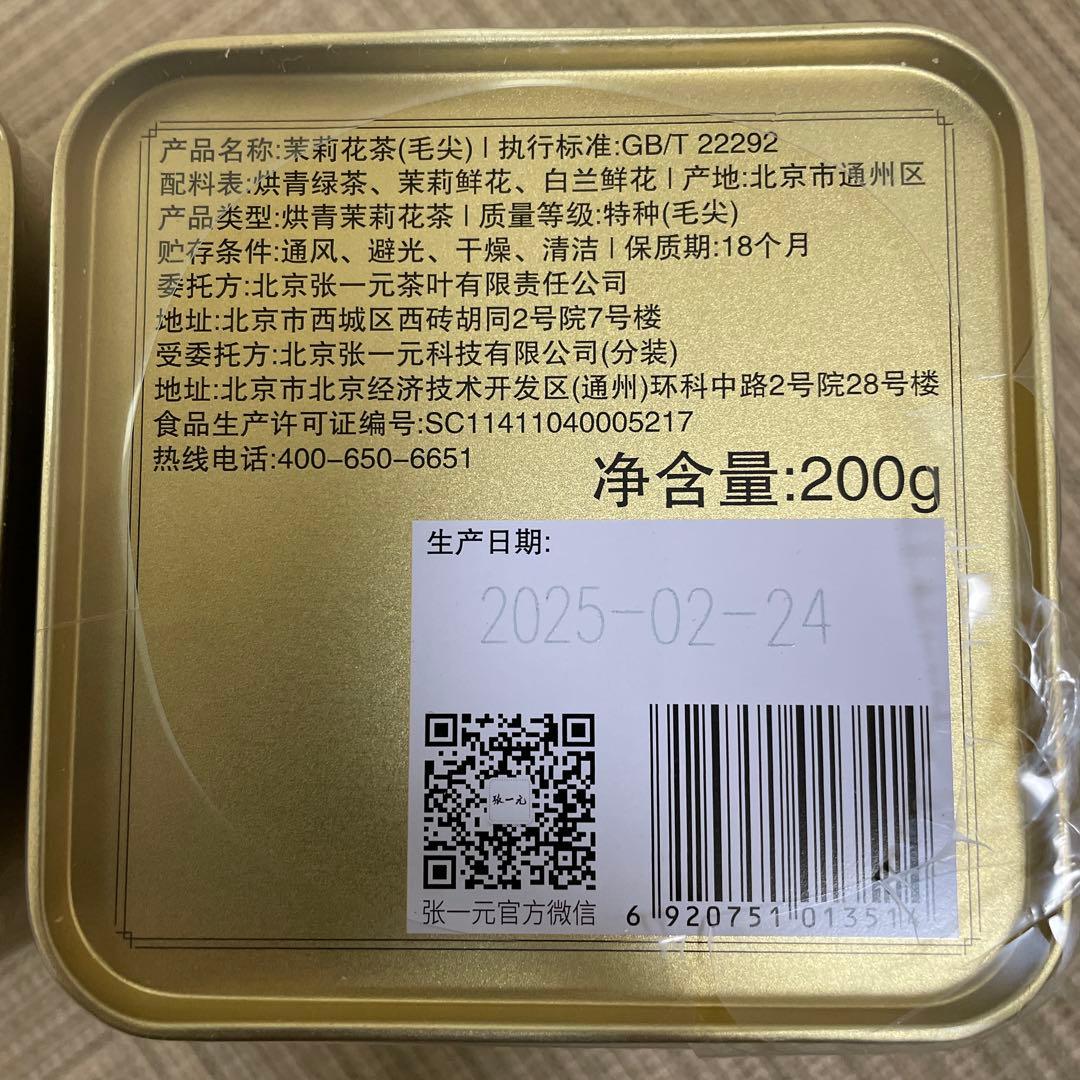 产品名称:茉莉花茶(毛尖) | 执行标准:GB/T 22292
配料表:烘青绿茶、茉莉鲜花、白兰鲜花 | 产地:北京市通州区
产品类型:烘青茉莉花茶 | 质量等级:特种(毛尖)
贮存条件:通风、避光、干燥、清洁 | 保质期:18个月
委托方:北京张一元茶叶有限责任公司
地址:北京市西城区西砖胡同2号院7号楼
受委托方:北京张一元科技有限公司(分装)
地址:北京市北京经济技术开发区(通州)环科中路2号院28号楼
食品生产许可证编号:SC11411040005217
热线电话:400-650-6651
净含量:200g
生产日期:
2025-02-24
张一元
张一元官方微信
6 920751 013514